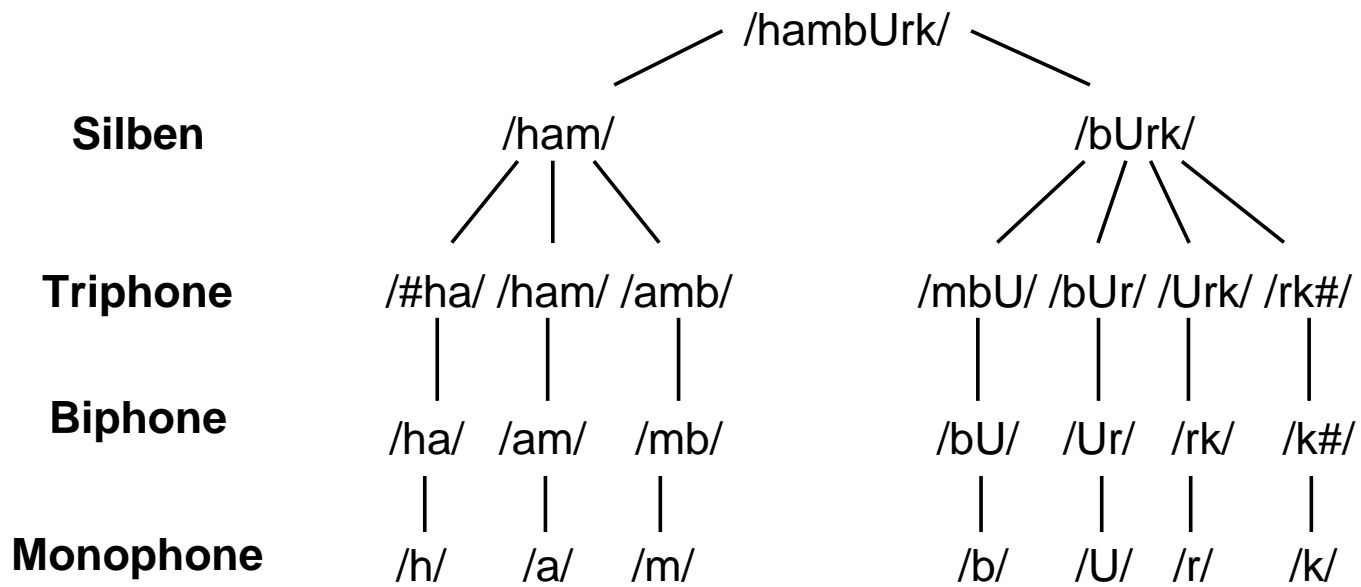 /hambUrk/
Silben /ham/ /bUrk/
Triphone /#ha/ /ham/ /amb/ /mbU/ /bUr/ /Urk/ /rk#/
Biphone /ha/ /am/ /mb/ /bU/ /Ur/ /rk/ /k#/
Monophone /h/ /a/ /m/ /b/ /U/ /r/ /k/